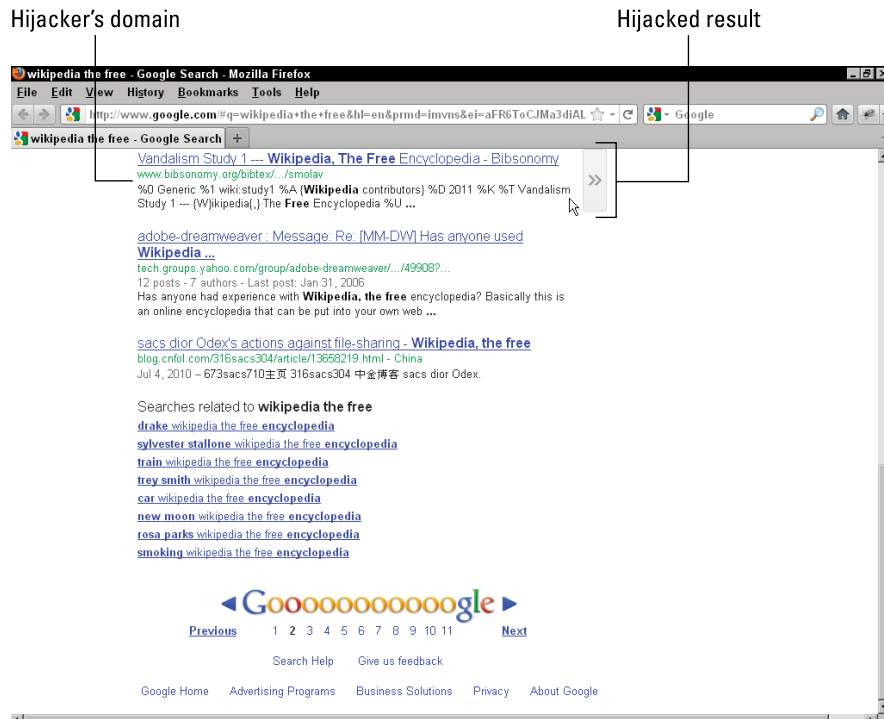 Hijacker's domain
Hijacked result
wikipedia the free - Google Search - Mozilla Firefox
File Edit View History Bookmarks Tools Help
http://www.google.com/#q=wikipedia+the+free&hl=en&prmd=imvns&ei=aFR6ToCJMa3diAL
Google
wikipedia the free - Google Search
Vandalism Study 1 --- Wikipedia, The Free Encyclopedia - Bibsonomy
www.bibsonomy.org/bibtex/.../smolav
%0 Generic %1 wiki:study1 %A {Wikipedia contributors} %D 2011 %K %T Vandalism
Study 1 --- {W}ikipedia{,} The Free Encyclopedia %U ...
adobe-dreamweaver : Message: Re: [MM-DW] Has anyone used
Wikipedia ...
tech.groups.yahoo.com/group/adobe-dreamweaver/.../49908?...
12 posts - 7 authors - Last post: Jan 31, 2006
Has anyone had experience with Wikipedia, the free encyclopedia? Basically this is
an online encyclopedia that can be put into your own web ...
sacs dior Odex's actions against file-sharing - Wikipedia, the free
blog.cnfol.com/316sacs304/article/13658219.html - China
Jul 4, 2010 – 673sacs710主页 316sacs304 中金博客 sacs dior Odex.
Searches related to wikipedia the free
drake wikipedia the free encyclopedia
sylvester stallone wikipedia the free encyclopedia
train wikipedia the free encyclopedia
trey smith wikipedia the free encyclopedia
car wikipedia the free encyclopedia
new moon wikipedia the free encyclopedia
rosa parks wikipedia the free encyclopedia
smoking wikipedia the free encyclopedia
Gooooooooooogle
Previous 1 2 3 4 5 6 7 8 9 10 11 Next
Search Help Give us feedback
Google Home Advertising Programs Business Solutions Privacy About Google